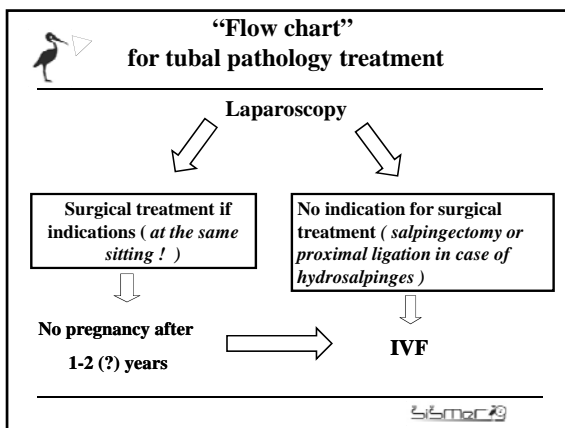 “Flow chart”
for tubal pathology treatment
Laparoscopy
Surgical treatment if
indications ( at the same
sitting ! )
No indication for surgical
treatment ( salpingectomy or
proximal ligation in case of
hydrosalpinges )
No pregnancy after
1-2 (?) years
IVF
SISMER